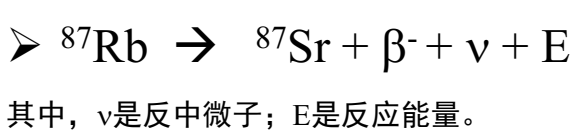 ➢ ⁸⁷Rb → ⁸⁷Sr + β⁻ + ν + E
其中，ν是反中微子；E是反应能量。